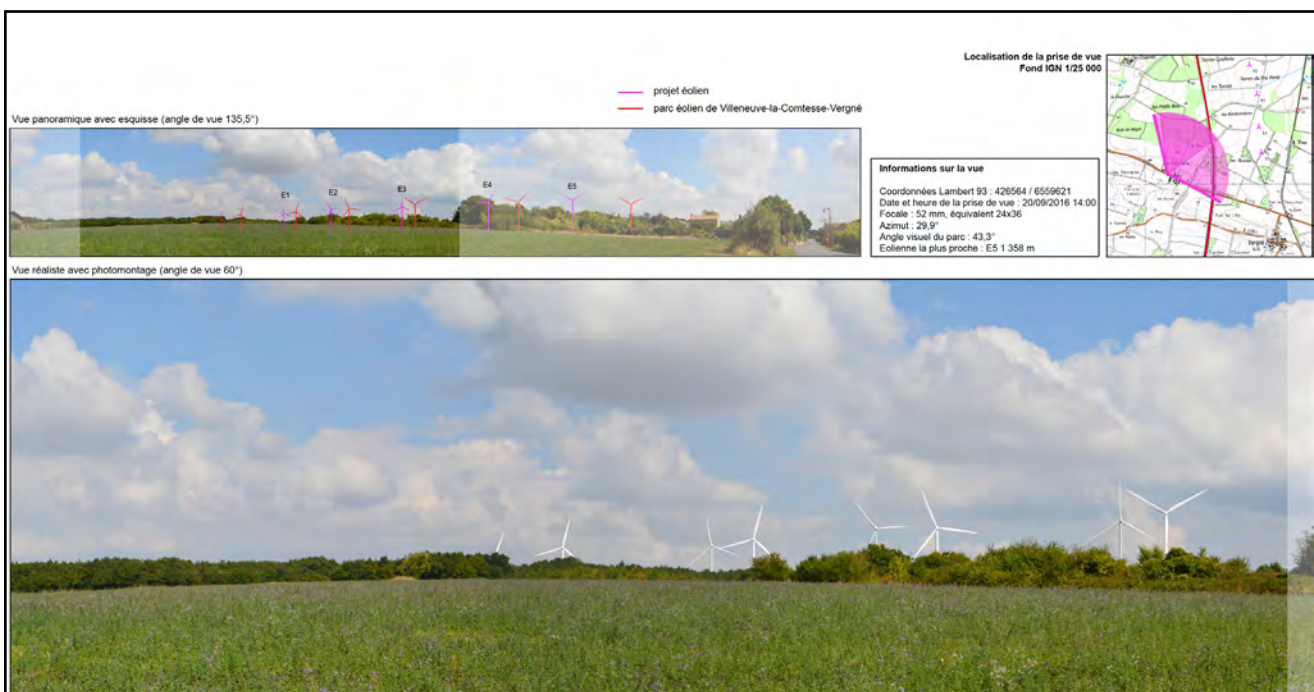 Localisation de la prise de vue
Fond IGN 1/25 000
projet éolien
parc éolien de Villeneuve-la-Comtesse-Vergné
Vue panoramique avec esquisse (angle de vue 135,5°)
E1
E2
E3
E4
E5
Informations sur la vue
Coordonnées Lambert 93 : 426564 / 6559621
Date et heure de la prise de vue : 20/09/2016 14:00
Focale : 52 mm, équivalent 24x36
Azimut : 29,9°
Angle visuel du parc : 43,3°
Eolienne la plus proche : E5 1 358 m
Vergné
Vue réaliste avec photomontage (angle de vue 60°)